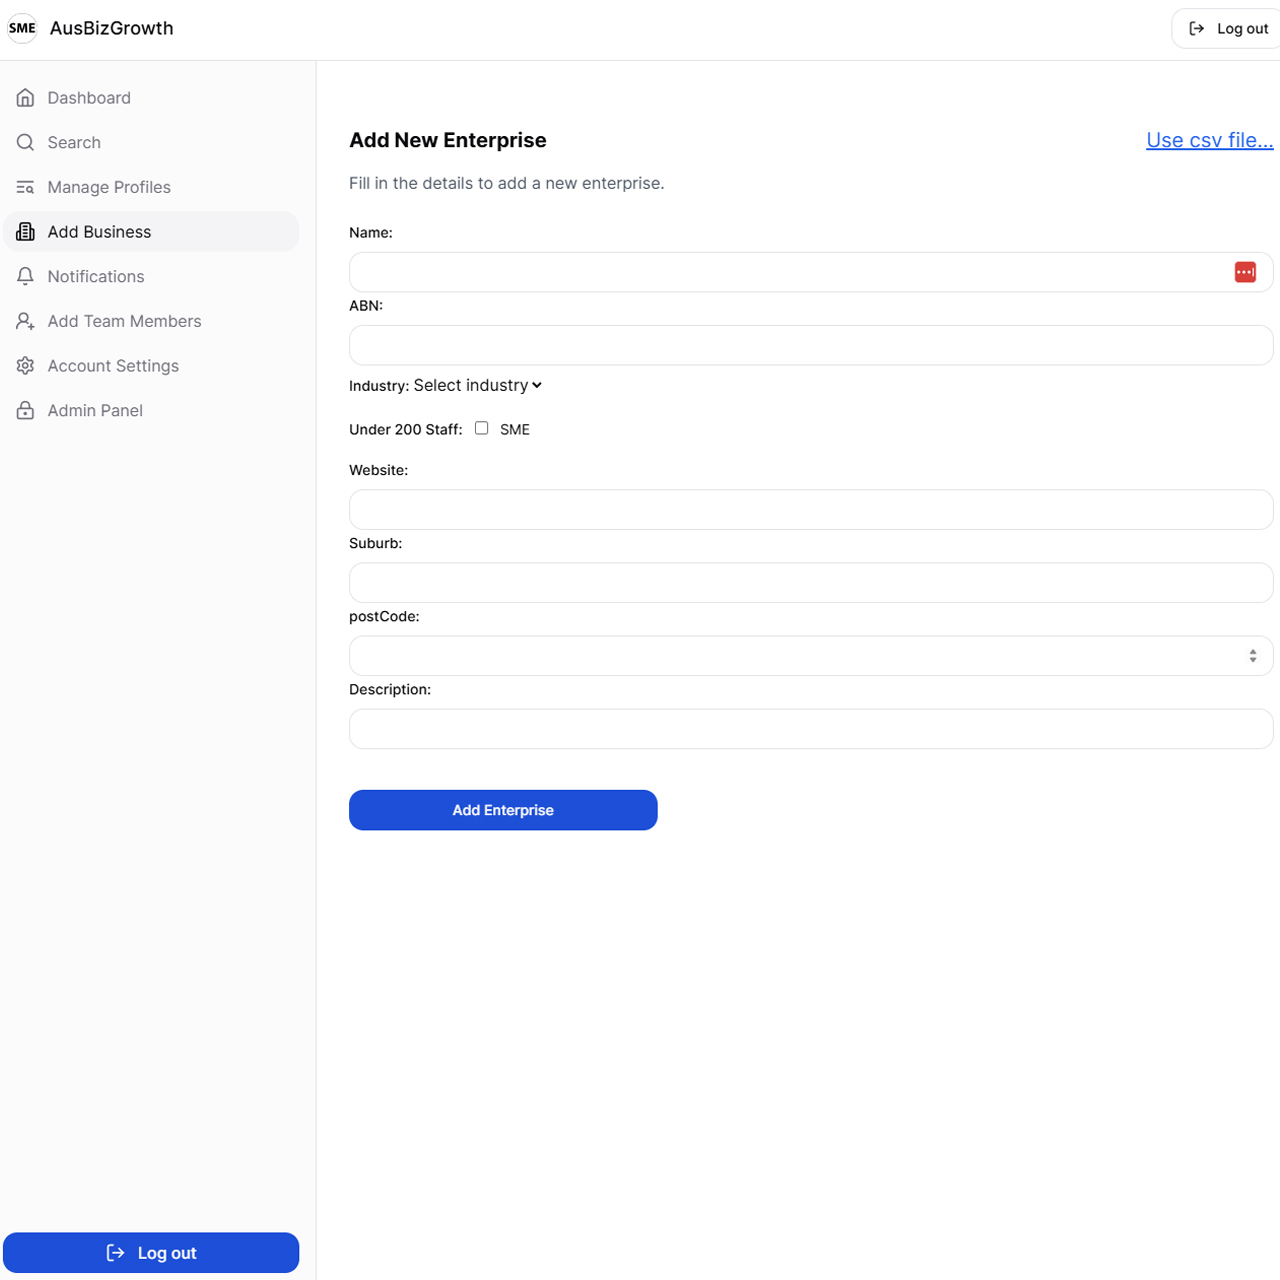 SME AusBizGrowth
Log out
Dashboard
Search
Manage Profiles
Add Business
Notifications
Add Team Members
Account Settings
Admin Panel
Log out
Add New Enterprise
Use csv file...
Fill in the details to add a new enterprise.
Name:
ABN:
Industry: Select industry
Under 200 Staff: SME
Website:
Suburb:
postCode:
Description:
Add Enterprise